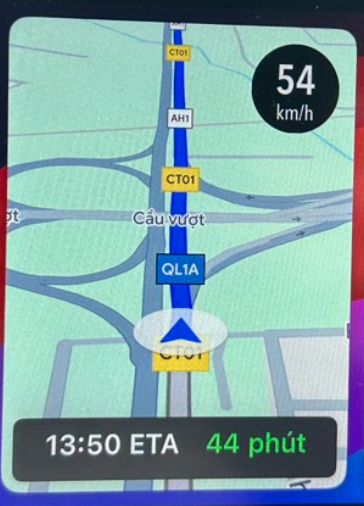 CT01
54
km/h
AH1
CT01
Cầu vượt
QL1A
CT01
13:50 ETA 44 phút